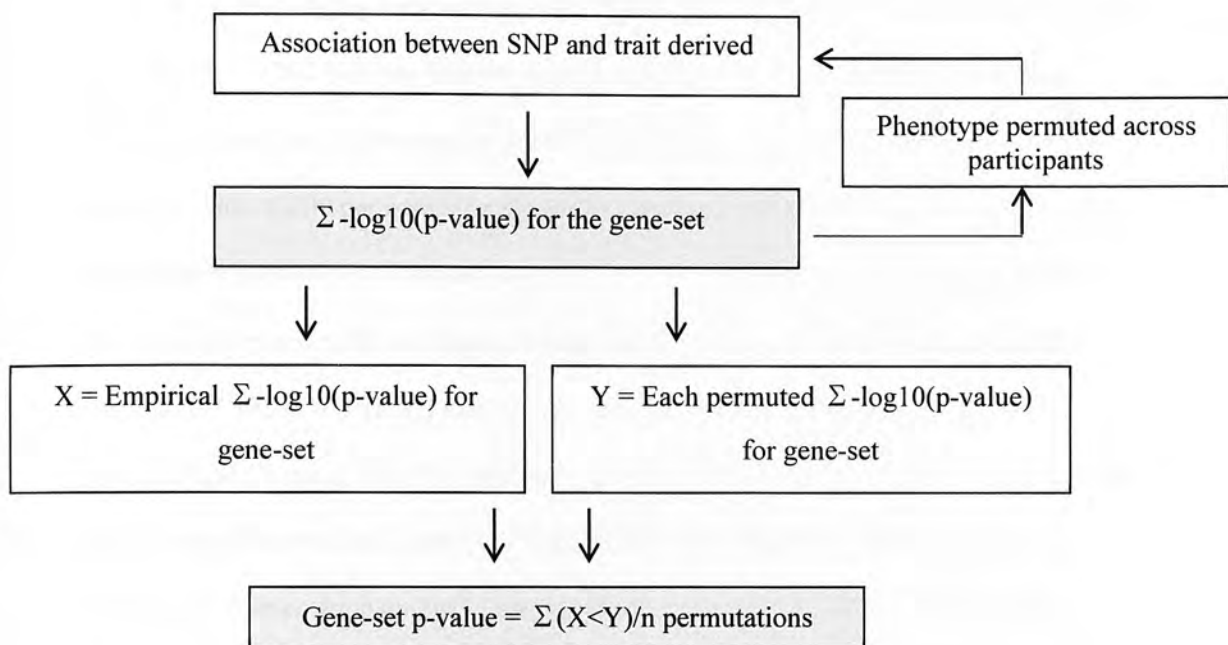 Association between SNP and trait derived
Phenotype permuted across
participants
Σ-log10(p-value) for the gene-set
X = Empirical Σ-log10(p-value) for
gene-set
Y = Each permuted Σ-log10(p-value)
for gene-set
Gene-set p-value = Σ(X<Y)/n permutations